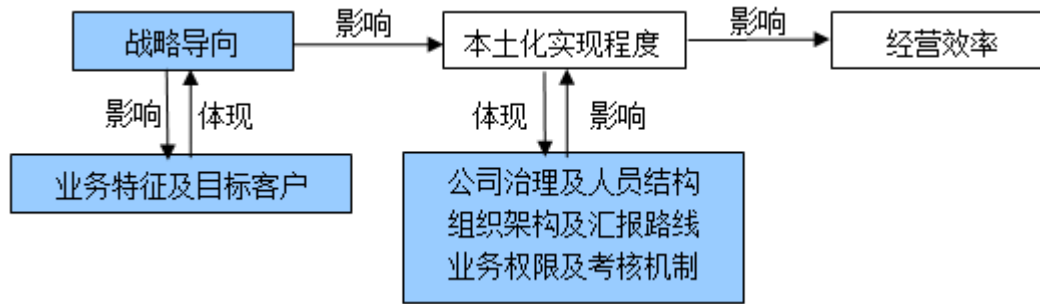 战略导向
影响
本土化实现程度
影响
经营效率
影响
体现
体现
影响
业务特征及目标客户
公司治理及人员结构
组织架构及汇报路线
业务权限及考核机制